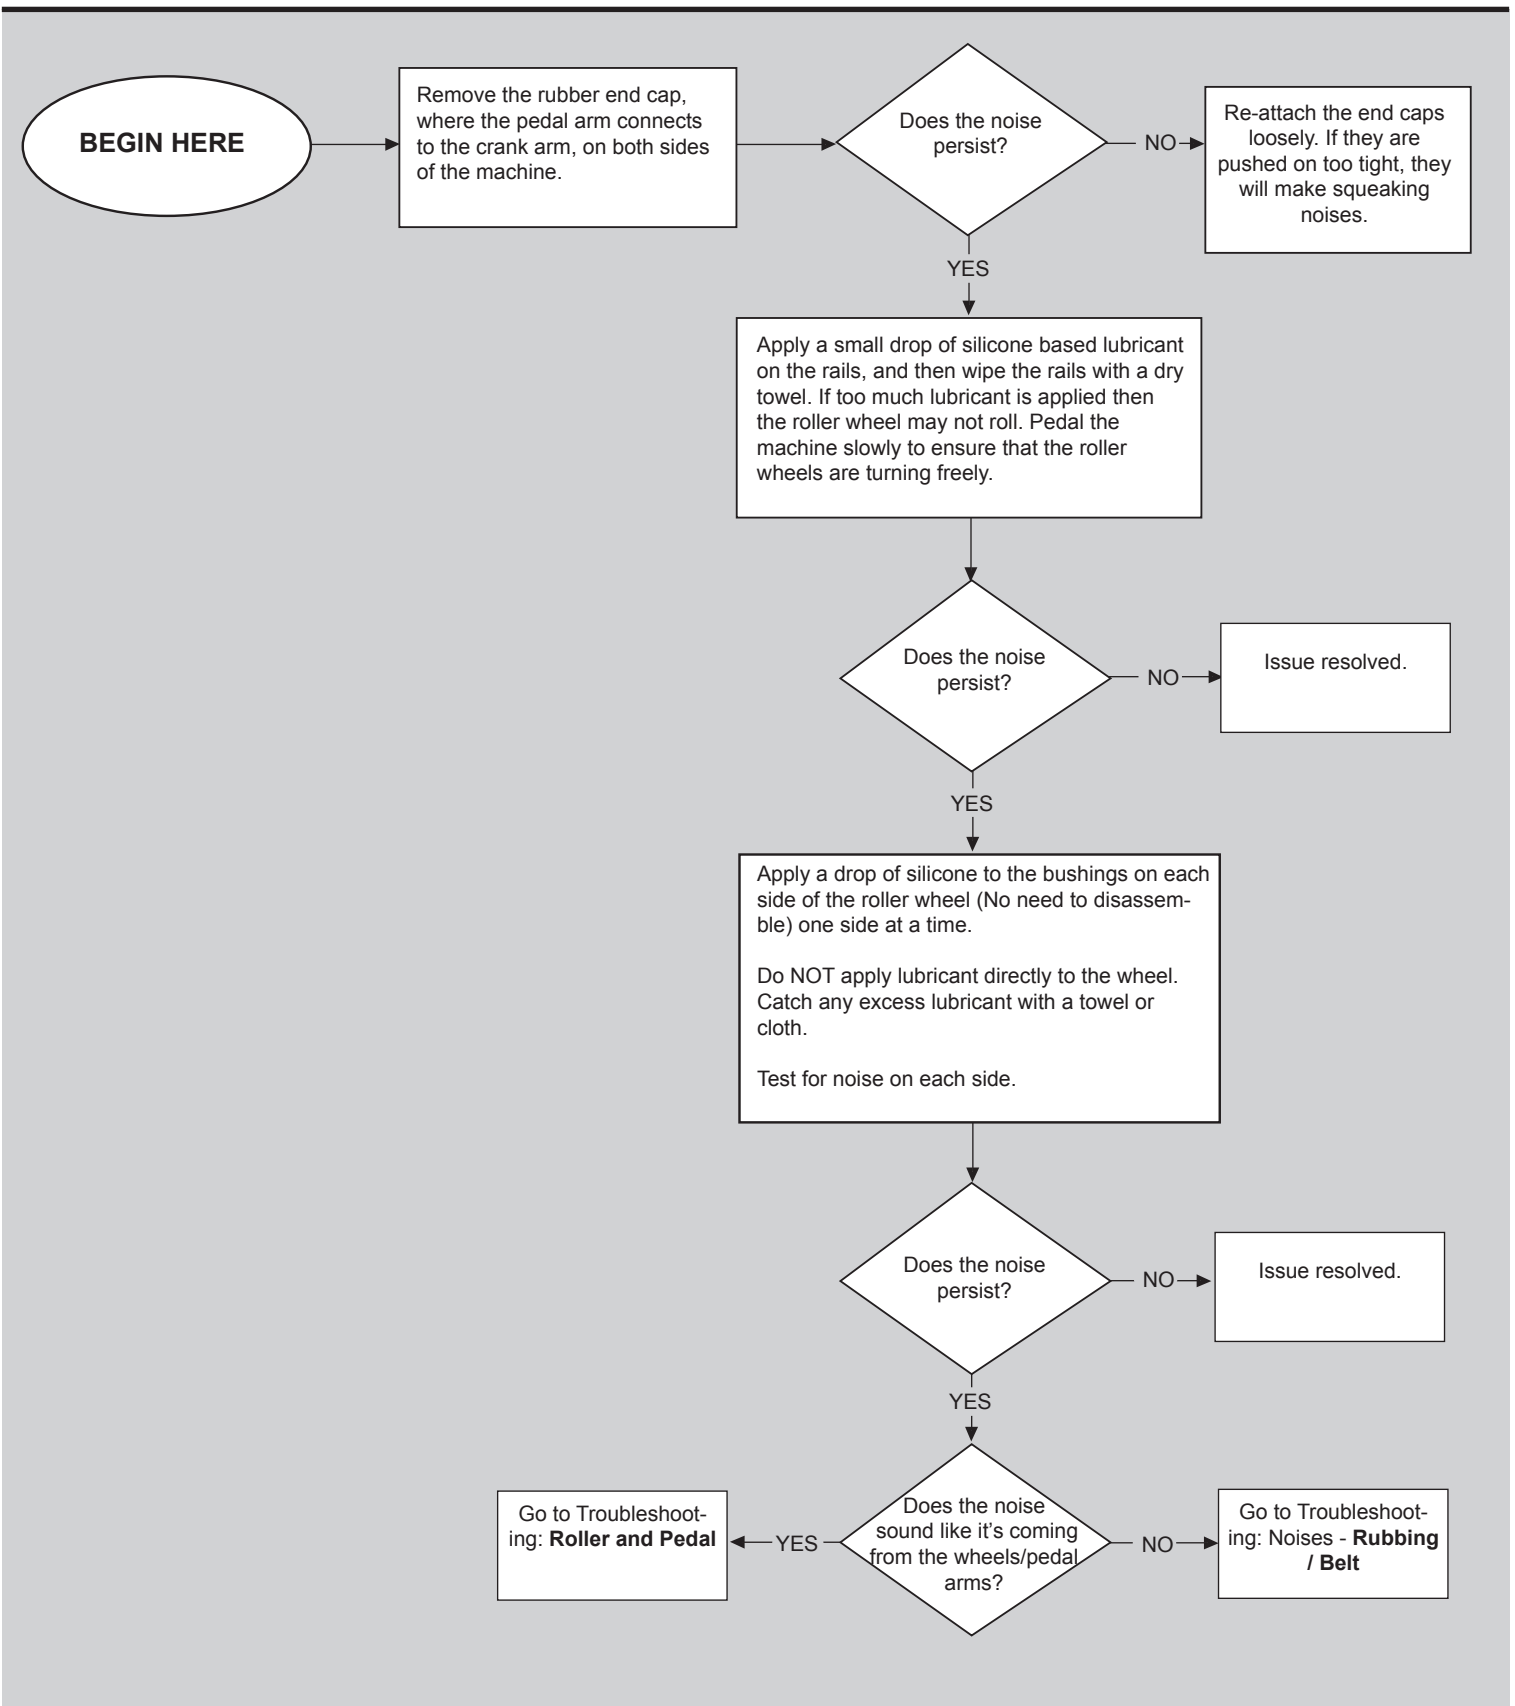 BEGIN HERE
Remove the rubber end cap,
where the pedal arm connects
to the crank arm, on both sides
of the machine.
Does the noise
persist?
NO
Re-attach the end caps
loosely. If they are
pushed on too tight, they
will make squeaking
noises.
YES
Apply a small drop of silicone based lubricant
on the rails, and then wipe the rails with a dry
towel. If too much lubricant is applied then
the roller wheel may not roll. Pedal the
machine slowly to ensure that the roller
wheels are turning freely.
Does the noise
persist?
NO
Issue resolved.
YES
Apply a drop of silicone to the bushings on each
side of the roller wheel (No need to disassem-
ble) one side at a time.
Do NOT apply lubricant directly to the wheel.
Catch any excess lubricant with a towel or
cloth.
Test for noise on each side.
Does the noise
persist?
NO
Issue resolved.
YES
Does the noise
sound like it's coming
from the wheels/pedal
arms?
YES
Go to Troubleshoot-
ing: Roller and Pedal
NO
Go to Troubleshoot-
ing: Noises - Rubbing
/ Belt